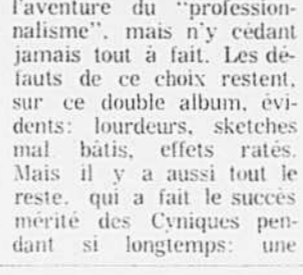 l'aventure du "profession-
nalisme", mais n'y cédant
jamais tout à fait. Les dé-
fauts de ce choix restent,
sur ce double album, évi-
dents: lourdeurs, sketches
mal bâtis, effets ratés.
Mais il y a aussi tout le
reste, qui a fait le succès
mérité des Cyniques pen-
dant si longtemps: une